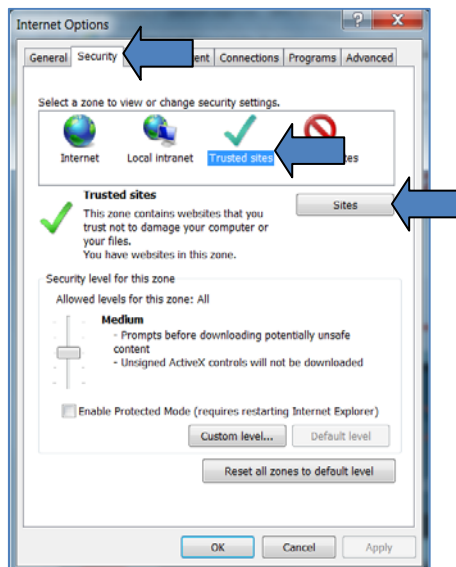 Internet Options
General Security ent Connections Programs Advanced
Select a zone to view or change security settings.
Internet Local intranet Trusted sites tes
Trusted sites
Sites
This zone contains websites that you
trust not to damage your computer or
your files.
You have websites in this zone.
Security level for this zone
Allowed levels for this zone: All
Medium
- Prompts before downloading potentially unsafe
content
- Unsigned ActiveX controls will not be downloaded
Enable Protected Mode (requires restarting Internet Explorer)
Custom level... Default level
Reset all zones to default level
OK Cancel Apply